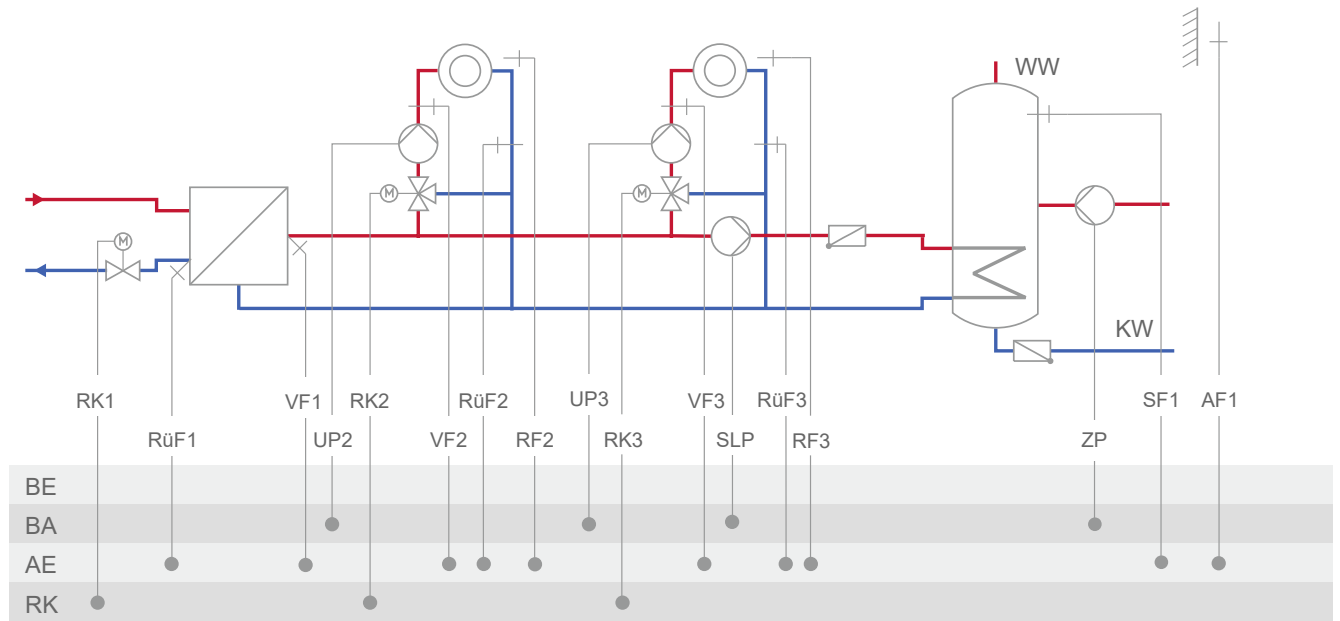 WW
M
M
M
KW
RK1
VF1
RK2
RüF2
UP3
VF3
RüF3
SF1
AF1
RüF1
UP2
VF2
RF2
RK3
SLP
RF3
ZP
BE
BA
AE
RK